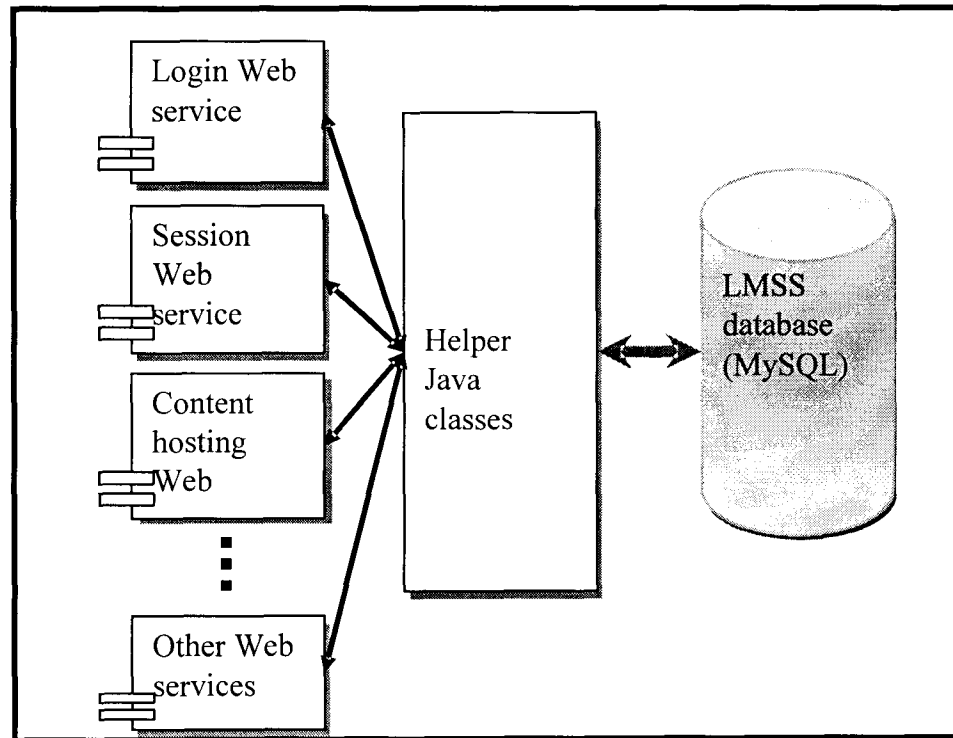 Login Web
service
Session
Web
service
Content
hosting
Web
Other Web
services
Helper
Java
classes
LMSS
database
(MySQL)